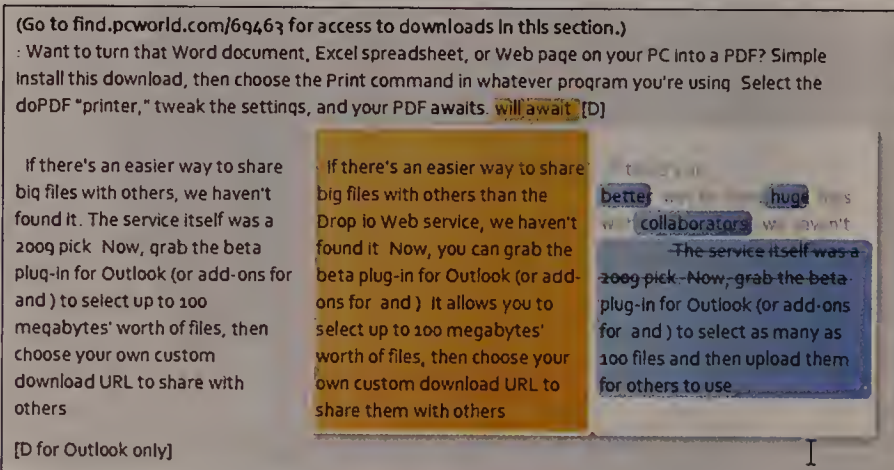 (Go to find.pcworld.com/69463 for access to downloads in this section.)
: Want to turn that Word document, Excel spreadsheet, or Web page on your PC into a PDF? Simple
Install this download, then choose the Print command in whatever program you're using Select the
doPDF "printer," tweak the settings, and your PDF awaits. will await [D]
If there's an easier way to share
big files with others, we haven't
found it. The service itself was a
2009 pick Now, grab the beta
plug-in for Outlook (or add-ons for
and ) to select up to 100
megabytes' worth of files, then
choose your own custom
download URL to share with
others
[D for Outlook only]
If there's an easier way to share
big files with others than the
Drop io Web service, we haven't
found it Now, you can grab the
beta plug-in for Outlook (or add-
ons for and ) It allows you to
select up to 100 megabytes'
worth of files, then choose your
own custom download URL to
share them with others
better huge
collaborators
The service itself was a
2009 pick. Now, grab the beta
plug-in for Outlook (or add-ons
for and ) to select as many as
100 files and then upload them
for others to use